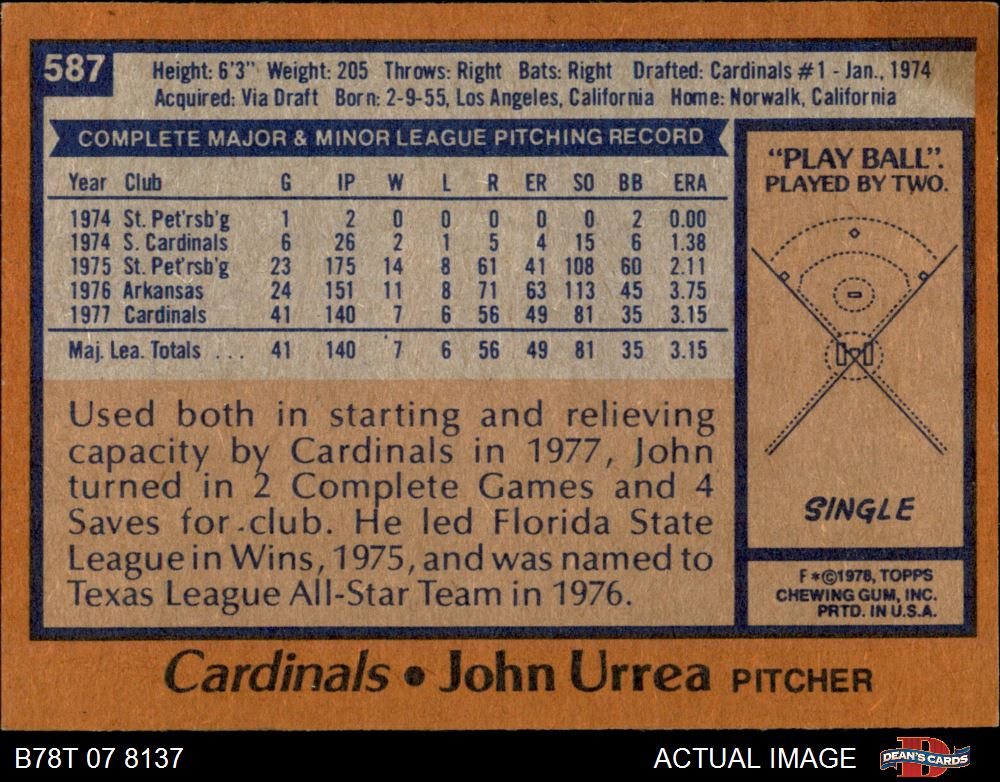 587
Height: 6'3" Weight: 205 Throws: Right Bats: Right Drafted: Cardinals #1 - Jan., 1974
Acquired: Via Draft Born: 2-9-55, Los Angeles, California Home: Norwalk, California
COMPLETE MAJOR & MINOR LEAGUE PITCHING RECORD
Year Club G IP W L R ER SO BB ERA
1974 St. Pet'rsb'g 1 2 0 0 0 0 0 2 0.00
1974 S. Cardinals 6 26 2 1 5 4 15 6 1.38
1975 St. Pet'rsb'g 23 175 14 8 61 41 108 60 2.11
1976 Arkansas 24 151 11 8 71 63 113 45 3.75
1977 Cardinals 41 140 7 6 56 49 81 35 3.15
Maj. Lea. Totals ... 41 140 7 6 56 49 81 35 3.15
Used both in starting and relieving
capacity by Cardinals in 1977, John
turned in 2 Complete Games and 4
Saves for club. He led Florida State
League in Wins, 1975, and was named to
Texas League All-Star Team in 1976.
"PLAY BALL".
PLAYED BY TWO.
SINGLE
F *©1978, TOPPS
CHEWING GUM, INC.
PRTD. IN U.S.A.
Cardinals • John Urrea PITCHER
B78T 07 8137
ACTUAL IMAGE
DEAN'S CARDS